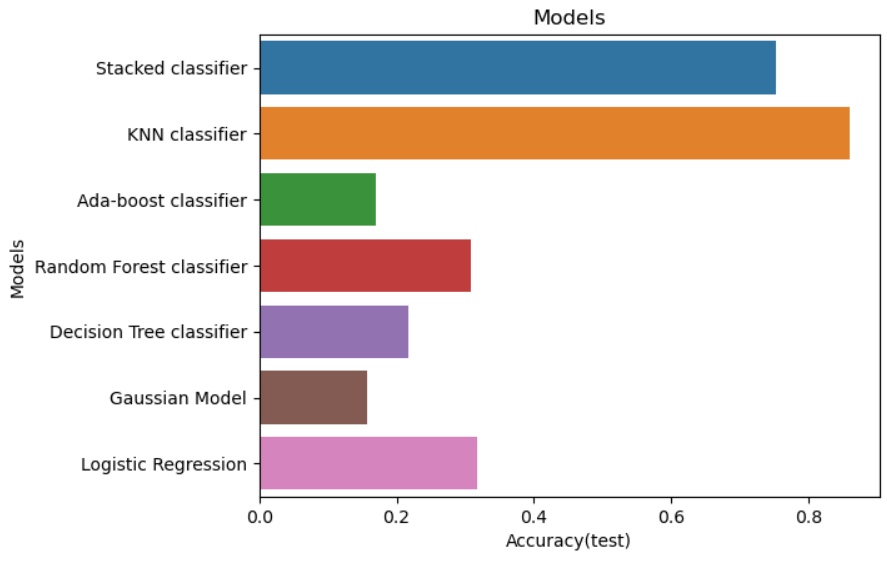 Models
Stacked classifier
KNN classifier
Ada-boost classifier
Random Forest classifier
Decision Tree classifier
Gaussian Model
Logistic Regression
Models
0.0 0.2 0.4 0.6 0.8
Accuracy(test)